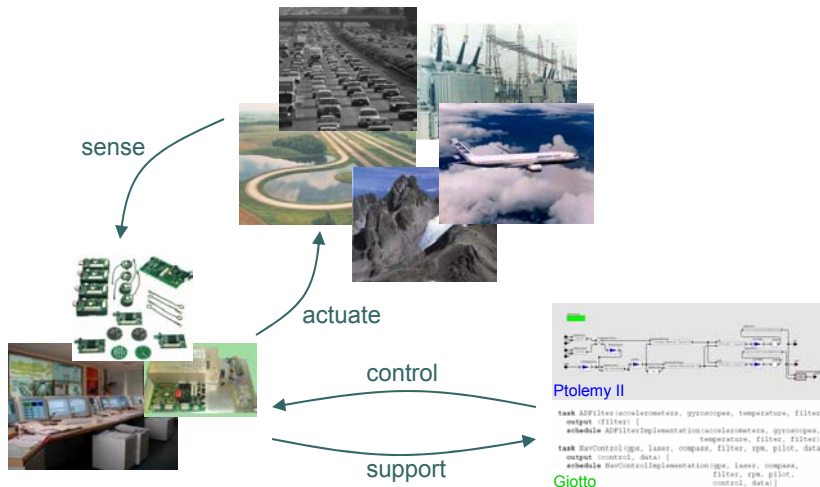 sense
actuate
control
support
Ptolemy II
task ADFilter(accelerometers, gyroscopes, temperature, filter
output (filter) [
schedule ADFilterImplementation(accelerometers, gyroscopes,
temperature, filter, filter)
task NavControl(gps, laser, compass, filter, rpm, pilot, data
output (control, data) [
schedule NavControlImplementation(gps, laser, compass,
filter, rpm, pilot,
control, data)]
Giotto